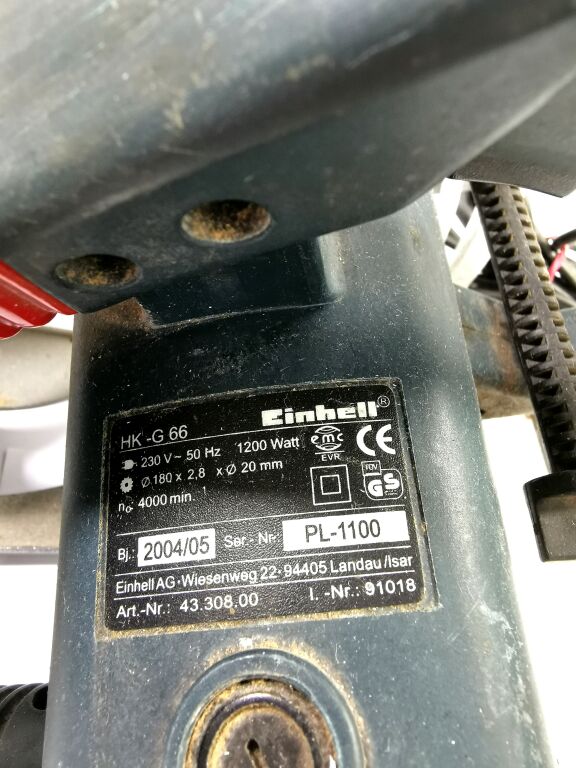 Einhell®
HK-G 66
230 V ~ 50 Hz 1200 Watt
Ø 180 x 2,8 x Ø 20 mm
n₀ 4000 min.⁻¹
emc
EVR
CE
TÜV
GS
Bj.: 2004/05 Ser.-Nr. PL-1100
Einhell AG·Wiesenweg 22·94405 Landau/Isar
Art.-Nr.: 43.308.00 I.-Nr.: 91018